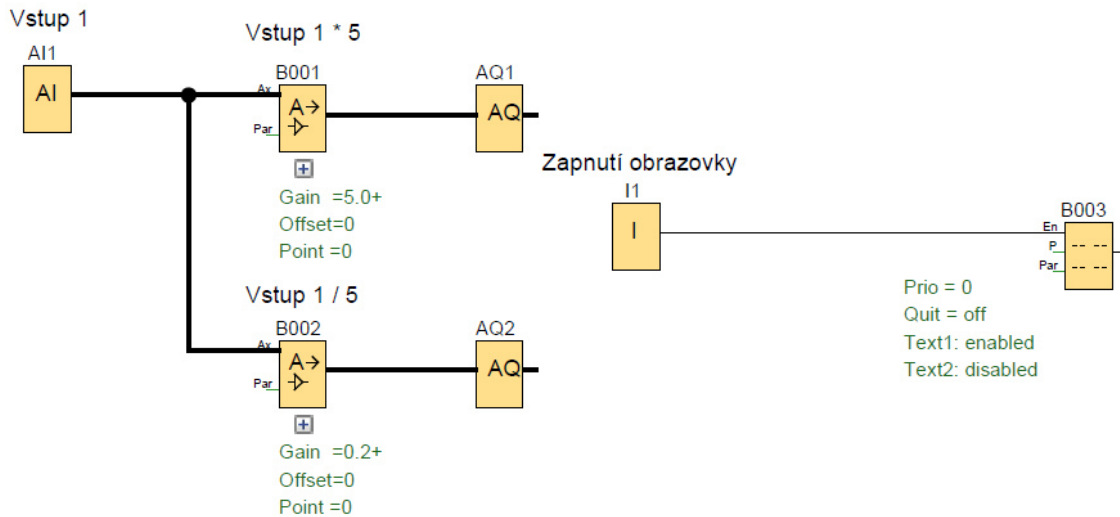 Vstup 1
AI1
AI
Vstup 1 * 5
B001
Ax
A→
Par
Gain =5.0+
Offset=0
Point =0
AQ1
AQ
Vstup 1 / 5
B002
Ax
A→
Par
Gain =0.2+
Offset=0
Point =0
AQ2
AQ
Zapnutí obrazovky
I1
I
B003
En
P
Par
Prio = 0
Quit = off
Text1: enabled
Text2: disabled